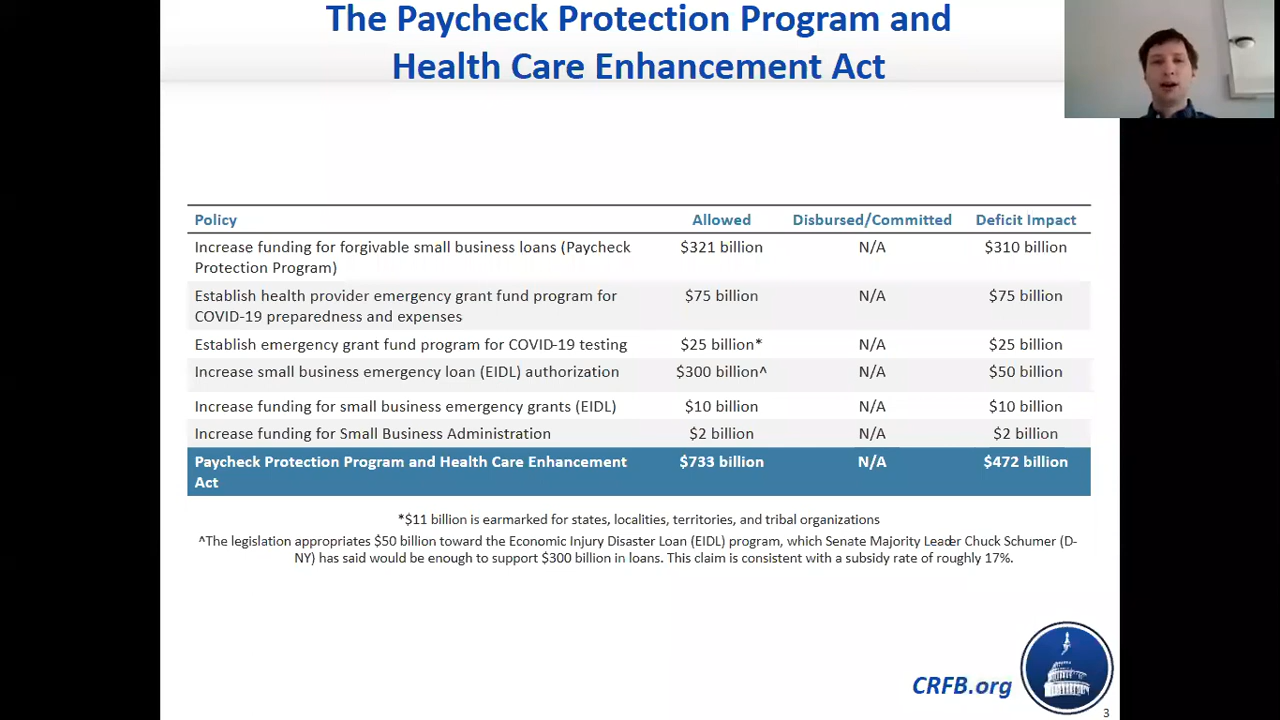 The Paycheck Protection Program and
Health Care Enhancement Act
Policy Allowed Disbursed/Committed Deficit Impact
Increase funding for forgivable small business loans (Paycheck $321 billion N/A $310 billion
Protection Program)
Establish health provider emergency grant fund program for $75 billion N/A $75 billion
COVID-19 preparedness and expenses
Establish emergency grant fund program for COVID-19 testing $25 billion* N/A $25 billion
Increase small business emergency loan (EIDL) authorization $300 billion^ N/A $50 billion
Increase funding for small business emergency grants (EIDL) $10 billion N/A $10 billion
Increase funding for Small Business Administration $2 billion N/A $2 billion
Paycheck Protection Program and Health Care Enhancement $733 billion N/A $472 billion
Act
*$11 billion is earmarked for states, localities, territories, and tribal organizations
^The legislation appropriates $50 billion toward the Economic Injury Disaster Loan (EIDL) program, which Senate Majority Leader Chuck Schumer (D-
NY) has said would be enough to support $300 billion in loans. This claim is consistent with a subsidy rate of roughly 17%.
CRFB.org
3